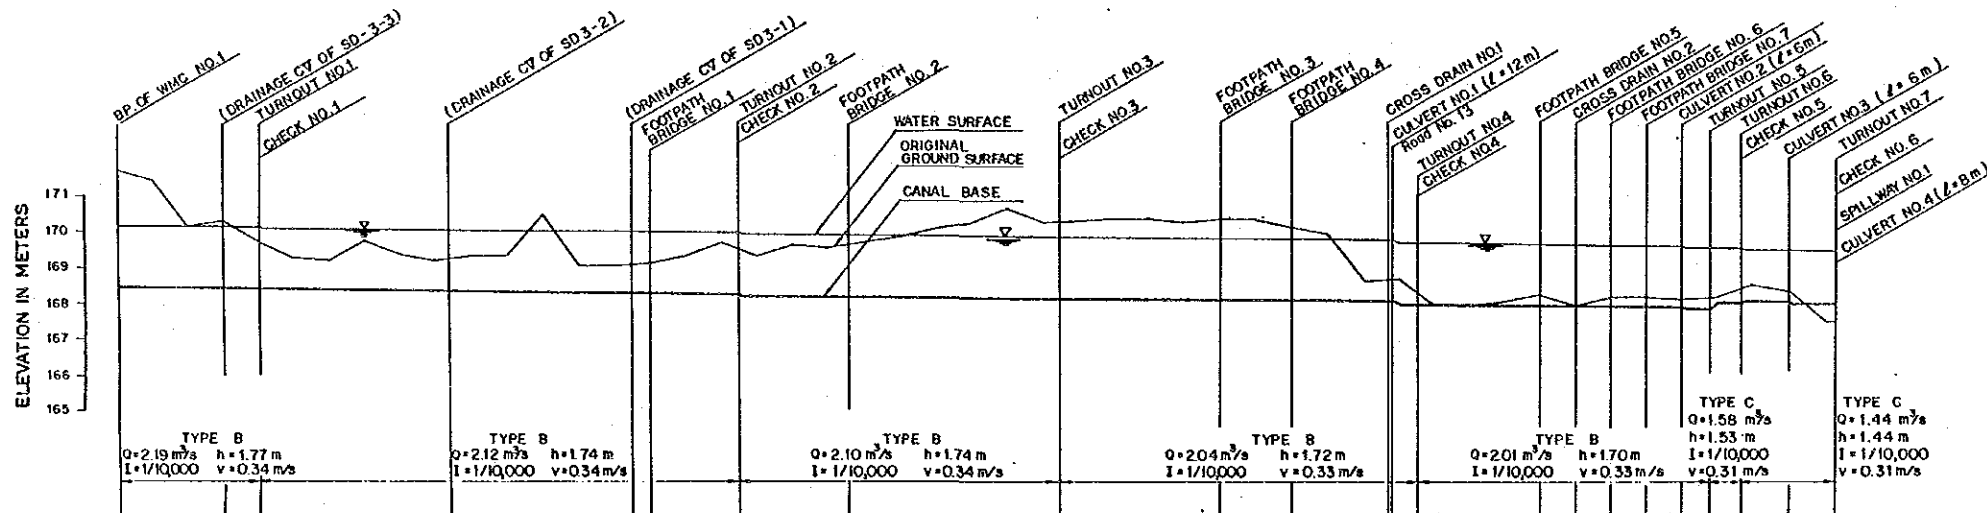 B.P. OF WMC NO.1
(DRAINAGE C∇ OF SD-3-3)
TURNOUT NO.1
CHECK NO.1
(DRAINAGE C∇ OF SD3-2)
(DRAINAGE C∇ OF SD3-1)
FOOTPATH
BRIDGE NO.1
TURNOUT NO.2
CHECK NO.2
FOOTPATH
BRIDGE NO.2
TURNOUT NO.3
CHECK NO.3
FOOTPATH
BRIDGE NO.3
FOOTPATH
BRIDGE NO.4
CROSS DRAIN NO.1
CULVERT NO.1 (ℓ=12m)
Road No.13
TURNOUT NO.4
CHECK NO.4
FOOTPATH BRIDGE NO.5
CROSS DRAIN NO.2
FOOTPATH BRIDGE NO.6
FOOTPATH BRIDGE NO.7
CULVERT NO.2 (ℓ=6m)
TURNOUT NO.5
TURNOUT NO.6
CHECK NO.5
CULVERT NO.3 (ℓ=6m)
TURNOUT NO.7
CHECK NO.6
SPILLWAY NO.1
CULVERT NO.4 (ℓ=8m)
WATER SURFACE
ORIGINAL
GROUND SURFACE
CANAL BASE
ELEVATION IN METERS
171
170
169
168
167
166
165
TYPE B
Q=2.19 m³/s h=1.77 m
I=1/10,000 v=0.34 m/s
TYPE B
Q=2.12 m³/s h=1.74 m
I=1/10,000 v=0.34 m/s
TYPE B
Q=2.10 m³/s h=1.74 m
I=1/10,000 v=0.34 m/s
TYPE B
Q=2.04 m³/s h=1.72 m
I=1/10,000 v=0.33 m/s
TYPE B
Q=2.01 m³/s h=1.70 m
I=1/10,000 v=0.33 m/s
TYPE C
Q=1.58 m³/s
h=1.53 m
I=1/10,000
v=0.31 m/s
TYPE C
Q=1.44 m³/s
h=1.44 m
I=1/10,000
v=0.31 m/s